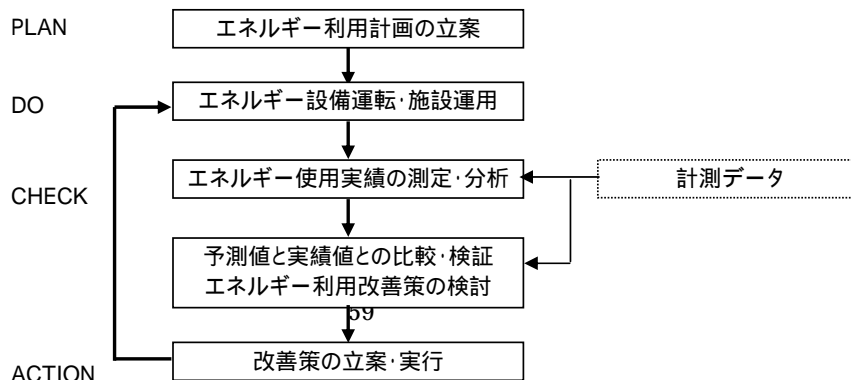 PLAN
エネルギー利用計画の立案
DO
エネルギー設備運転・施設運用
CHECK
エネルギー使用実績の測定・分析
計測データ
予測値と実績値との比較・検証
エネルギー利用改善策の検討
59
ACTION
改善策の立案・実行